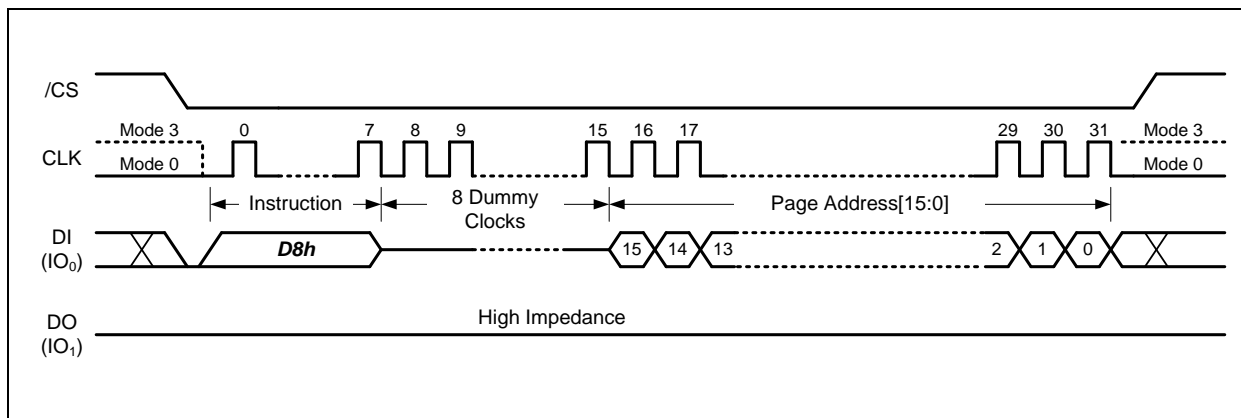 /CS
Mode 3 0 7 8 9 15 16 17 29 30 31 Mode 3
CLK
Mode 0 Mode 0
Instruction 8 Dummy Clocks Page Address[15:0]
DI
(IO₀)
D8h 15 14 13 2 1 0
High Impedance
DO
(IO₁)